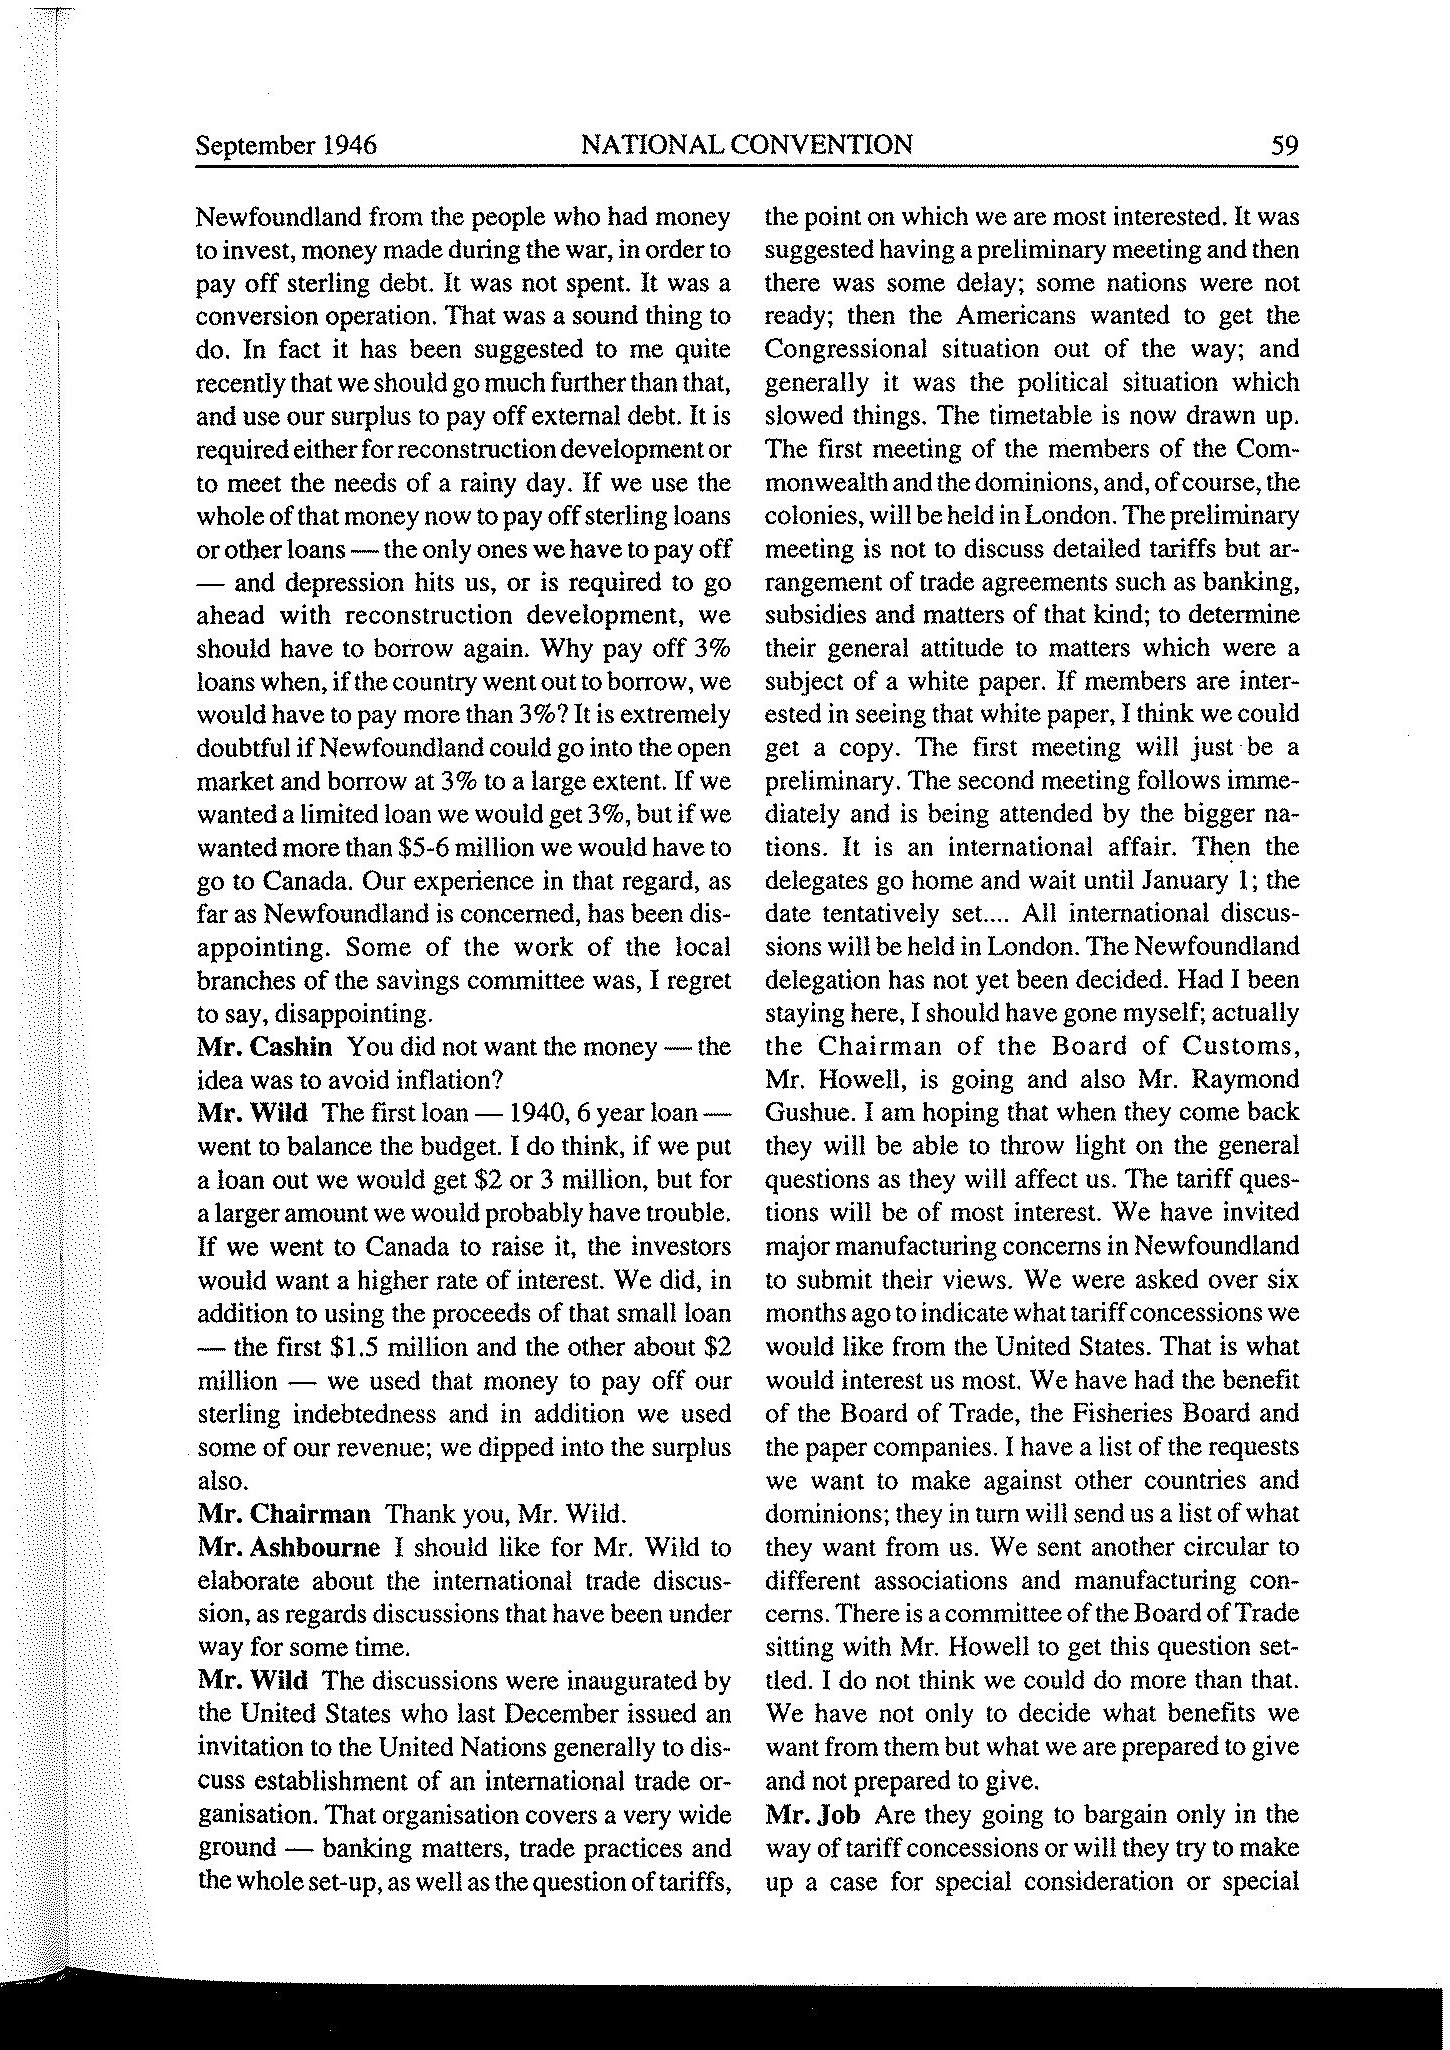 September 1946 NATIONAL CONVENTION 59
Newfoundland from the people who had money
to invest, money made during the war, in order to
pay off sterling debt. It was not spent. It was a
conversion operation. That was a sound thing to
do. In fact it has been suggested to me quite
recently that we should go much further than that,
and use our surplus to pay off external debt. It is
required either for reconstruction development or
to meet the needs of a rainy day. If we use the
whole of that money now to pay off sterling loans
or other loans — the only ones we have to pay off
— and depression hits us, or is required to go
ahead with reconstruction development, we
should have to borrow again. Why pay off 3%
loans when, if the country went out to borrow, we
would have to pay more than 3%? It is extremely
doubtful if Newfoundland could go into the open
market and borrow at 3% to a large extent. If we
wanted a limited loan we would get 3%, but if we
wanted more than $5-6 million we would have to
go to Canada. Our experience in that regard, as
far as Newfoundland is concerned, has been dis-
appointing. Some of the work of the local
branches of the savings committee was, I regret
to say, disappointing.
Mr. Cashin You did not want the money — the
idea was to avoid inflation?
Mr. Wild The first loan — 1940, 6 year loan —
went to balance the budget. I do think, if we put
a loan out we would get $2 or 3 million, but for
a larger amount we would probably have trouble.
If we went to Canada to raise it, the investors
would want a higher rate of interest. We did, in
addition to using the proceeds of that small loan
— the first $1.5 million and the other about $2
million — we used that money to pay off our
sterling indebtedness and in addition we used
some of our revenue; we dipped into the surplus
also.
Mr. Chairman Thank you, Mr. Wild.
Mr. Ashbourne I should like for Mr. Wild to
elaborate about the international trade discus-
sion, as regards discussions that have been under
way for some time.
Mr. Wild The discussions were inaugurated by
the United States who last December issued an
invitation to the United Nations generally to dis-
cuss establishment of an international trade or-
ganisation. That organisation covers a very wide
ground — banking matters, trade practices and
the whole set-up, as well as the question of tariffs,
the point on which we are most interested. It was
suggested having a preliminary meeting and then
there was some delay; some nations were not
ready; then the Americans wanted to get the
Congressional situation out of the way; and
generally it was the political situation which
slowed things. The timetable is now drawn up.
The first meeting of the members of the Com-
monwealth and the dominions, and, of course, the
colonies, will be held in London. The preliminary
meeting is not to discuss detailed tariffs but ar-
rangement of trade agreements such as banking,
subsidies and matters of that kind; to determine
their general attitude to matters which were a
subject of a white paper. If members are inter-
ested in seeing that white paper, I think we could
get a copy. The first meeting will just be a
preliminary. The second meeting follows imme-
diately and is being attended by the bigger na-
tions. It is an international affair. Then the
delegates go home and wait until January 1; the
date tentatively set.... All international discus-
sions will be held in London. The Newfoundland
delegation has not yet been decided. Had I been
staying here, I should have gone myself; actually
the Chairman of the Board of Customs,
Mr. Howell, is going and also Mr. Raymond
Gushue. I am hoping that when they come back
they will be able to throw light on the general
questions as they will affect us. The tariff ques-
tions will be of most interest. We have invited
major manufacturing concerns in Newfoundland
to submit their views. We were asked over six
months ago to indicate what tariff concessions we
would like from the United States. That is what
would interest us most. We have had the benefit
of the Board of Trade, the Fisheries Board and
the paper companies. I have a list of the requests
we want to make against other countries and
dominions; they in turn will send us a list of what
they want from us. We sent another circular to
different associations and manufacturing con-
cerns. There is a committee of the Board of Trade
sitting with Mr. Howell to get this question set-
tled. I do not think we could do more than that.
We have not only to decide what benefits we
want from them but what we are prepared to give
and not prepared to give.
Mr. Job Are they going to bargain only in the
way of tariff concessions or will they try to make
up a case for special consideration or special